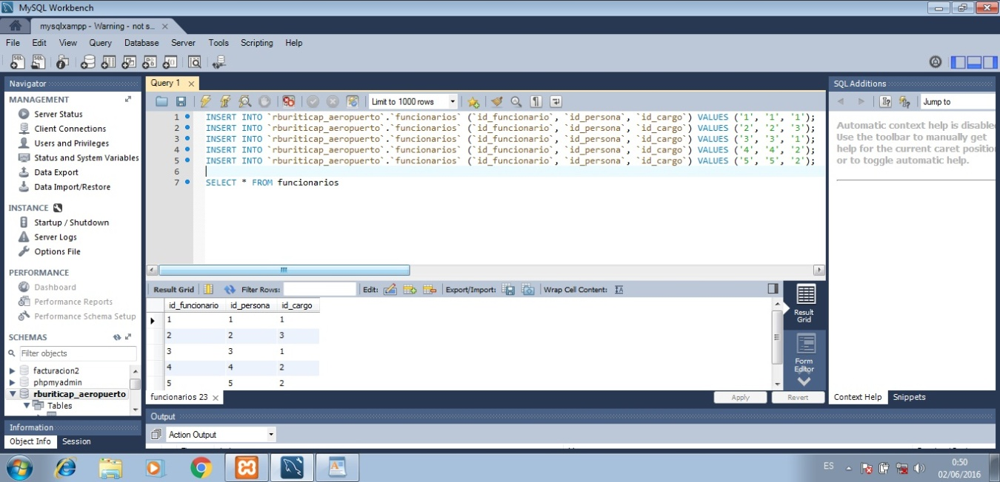 MySQL Workbench
mysqlxampp - Warning - not s...
File Edit View Query Database Server Tools Scripting Help
Navigator
MANAGEMENT
Server Status
Client Connections
Users and Privileges
Status and System Variables
Data Export
Data Import/Restore
INSTANCE
Startup / Shutdown
Server Logs
Options File
PERFORMANCE
Dashboard
Performance Reports
Performance Schema Setup
SCHEMAS
Filter objects
facturacion2
phpmyadmin
rburiticap_aeropuerto
Tables
Information
Object Info Session
Query 1
Limit to 1000 rows
1 INSERT INTO `rburiticap_aeropuerto`.`funcionarios` (`id_funcionario`, `id_persona`, `id_cargo`) VALUES ('1', '1', '1');
2 INSERT INTO `rburiticap_aeropuerto`.`funcionarios` (`id_funcionario`, `id_persona`, `id_cargo`) VALUES ('2', '2', '3');
3 INSERT INTO `rburiticap_aeropuerto`.`funcionarios` (`id_funcionario`, `id_persona`, `id_cargo`) VALUES ('3', '3', '1');
4 INSERT INTO `rburiticap_aeropuerto`.`funcionarios` (`id_funcionario`, `id_persona`, `id_cargo`) VALUES ('4', '4', '2');
5 INSERT INTO `rburiticap_aeropuerto`.`funcionarios` (`id_funcionario`, `id_persona`, `id_cargo`) VALUES ('5', '5', '2');
6
7 SELECT * FROM funcionarios
Result Grid Filter Rows: Edit: Export/Import: Wrap Cell Content:
id_funcionario id_persona id_cargo
1 1 1
2 2 3
3 3 1
4 4 2
5 5 2
Result
Grid
Form
Editor
funcionarios 23 Apply Revert
Output
Action Output
SQL Additions
Jump to
Automatic context help is disable
Use the toolbar to manually get
help for the current caret positio
or to toggle automatic help.
Context Help Snippets
ES
0:50
02/06/2016